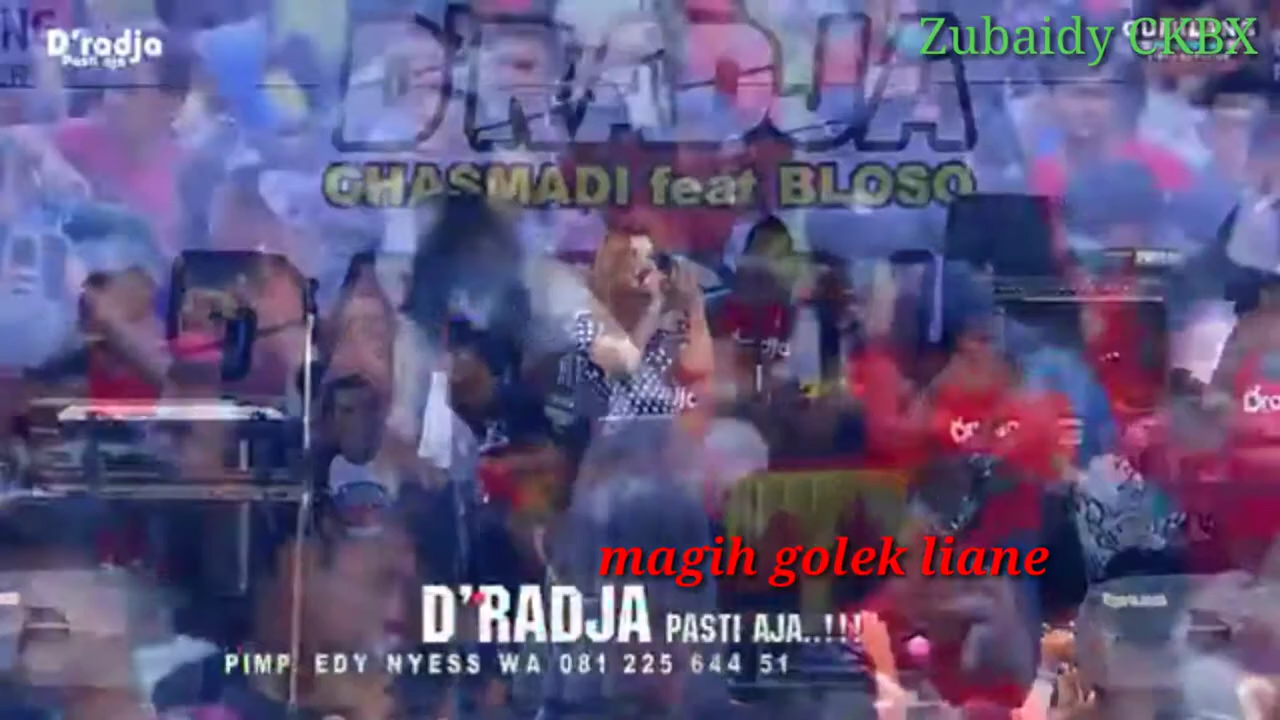 D'radja
Pasti aja
Zubaidy CKBX
DRADJA
GHASMADI feat BLOSO
magih golek liane
D'RADJA PASTI AJA..!!!
PIMP EDY NYESS WA 081 225 644 51